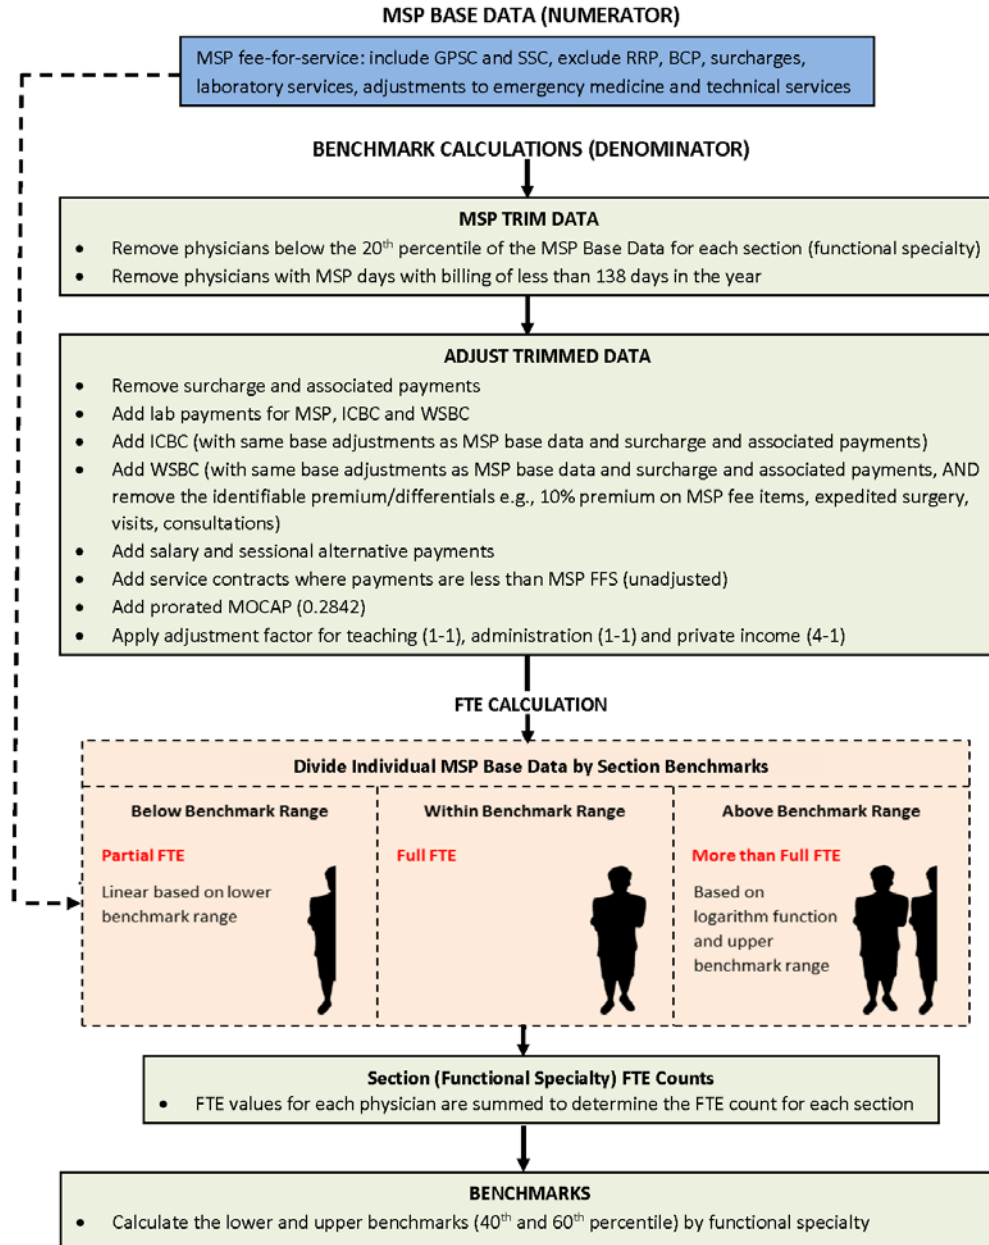 MSP BASE DATA (NUMERATOR)
MSP fee-for-service: include GPSC and SSC, exclude RRP, BCP, surcharges,
laboratory services, adjustments to emergency medicine and technical services
BENCHMARK CALCULATIONS (DENOMINATOR)
MSP TRIM DATA
• Remove physicians below the 20th percentile of the MSP Base Data for each section (functional specialty)
• Remove physicians with MSP days with billing of less than 138 days in the year
ADJUST TRIMMED DATA
• Remove surcharge and associated payments
• Add lab payments for MSP, ICBC and WSBC
• Add ICBC (with same base adjustments as MSP base data and surcharge and associated payments)
• Add WSBC (with same base adjustments as MSP base data and surcharge and associated payments, AND
remove the identifiable premium/differentials e.g., 10% premium on MSP fee items, expedited surgery,
visits, consultations)
• Add salary and sessional alternative payments
• Add service contracts where payments are less than MSP FFS (unadjusted)
• Add prorated MOCAP (0.2842)
• Apply adjustment factor for teaching (1-1), administration (1-1) and private income (4-1)
FTE CALCULATION
Divide Individual MSP Base Data by Section Benchmarks
Below Benchmark Range
Partial FTE
Linear based on lower
benchmark range
Within Benchmark Range
Full FTE
Above Benchmark Range
More than Full FTE
Based on
logarithm function
and upper
benchmark range
Section (Functional Specialty) FTE Counts
• FTE values for each physician are summed to determine the FTE count for each section
BENCHMARKS
• Calculate the lower and upper benchmarks (40th and 60th percentile) by functional specialty